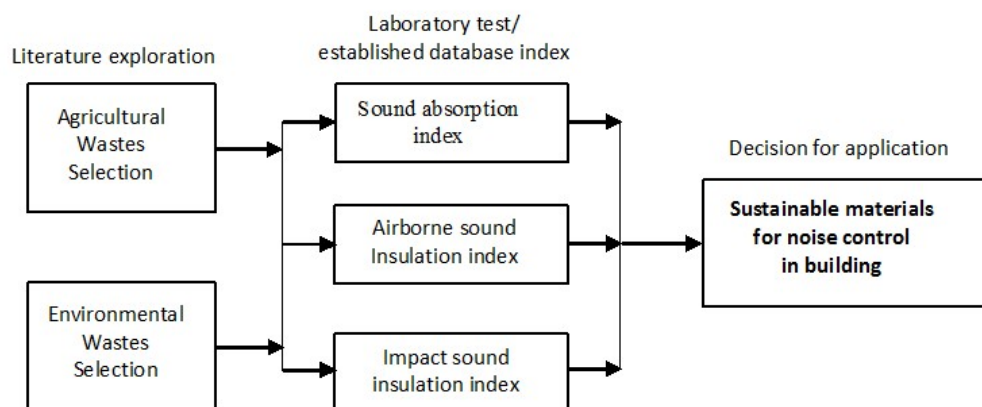 Literature exploration
Agricultural
Wastes
Selection
Environmental
Wastes
Selection
Laboratory test/
established database index
Sound absorption
index
Airborne sound
Insulation index
Impact sound
insulation index
Decision for application
Sustainable materials
for noise control
in building